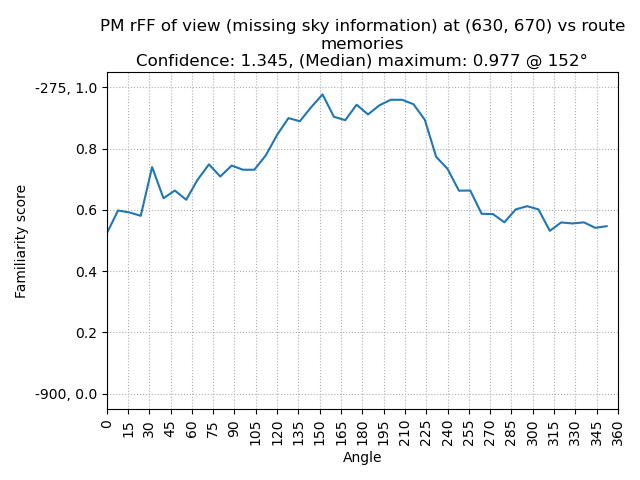 PM rFF of view (missing sky information) at (630, 670) vs route
memories
Confidence: 1.345, (Median) maximum: 0.977 @ 152°
-275, 1.0
0.8
0.6
0.4
0.2
-900, 0.0
Familiarity score
0 15 30 45 60 75 90 105 120 135 150 165 180 195 210 225 240 255 270 285 300 315 330 345 360
Angle